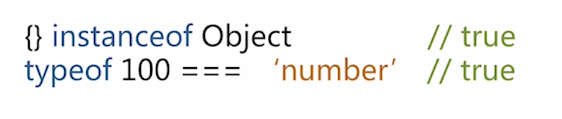 {} instanceof Object // true
typeof 100 === ‘number’ // true